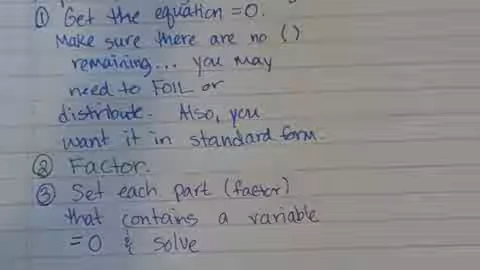 ① Get the equation = 0.
Make sure there are no ()
remaining... you may
need to FOIL or
distribute. Also, you
want it in standard form.
② Factor.
③ Set each part (factor)
that contains a variable
= 0 & solve